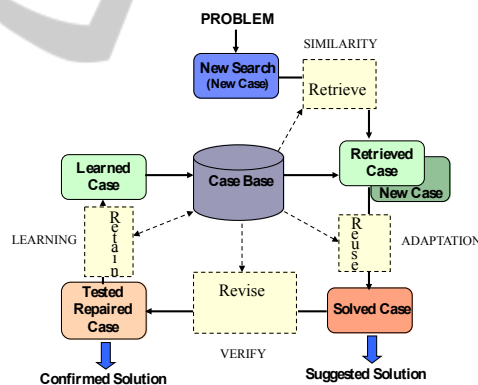 PROBLEM
SIMILARITY
New Search
(New Case)
Retrieve
Learned
Case
Case Base
Retrieved
Case
New Case
LEARNING
Retain
Reuse
ADAPTATION
Tested
Repaired
Case
Revise
Solved Case
VERIFY
Confirmed Solution
Suggested Solution